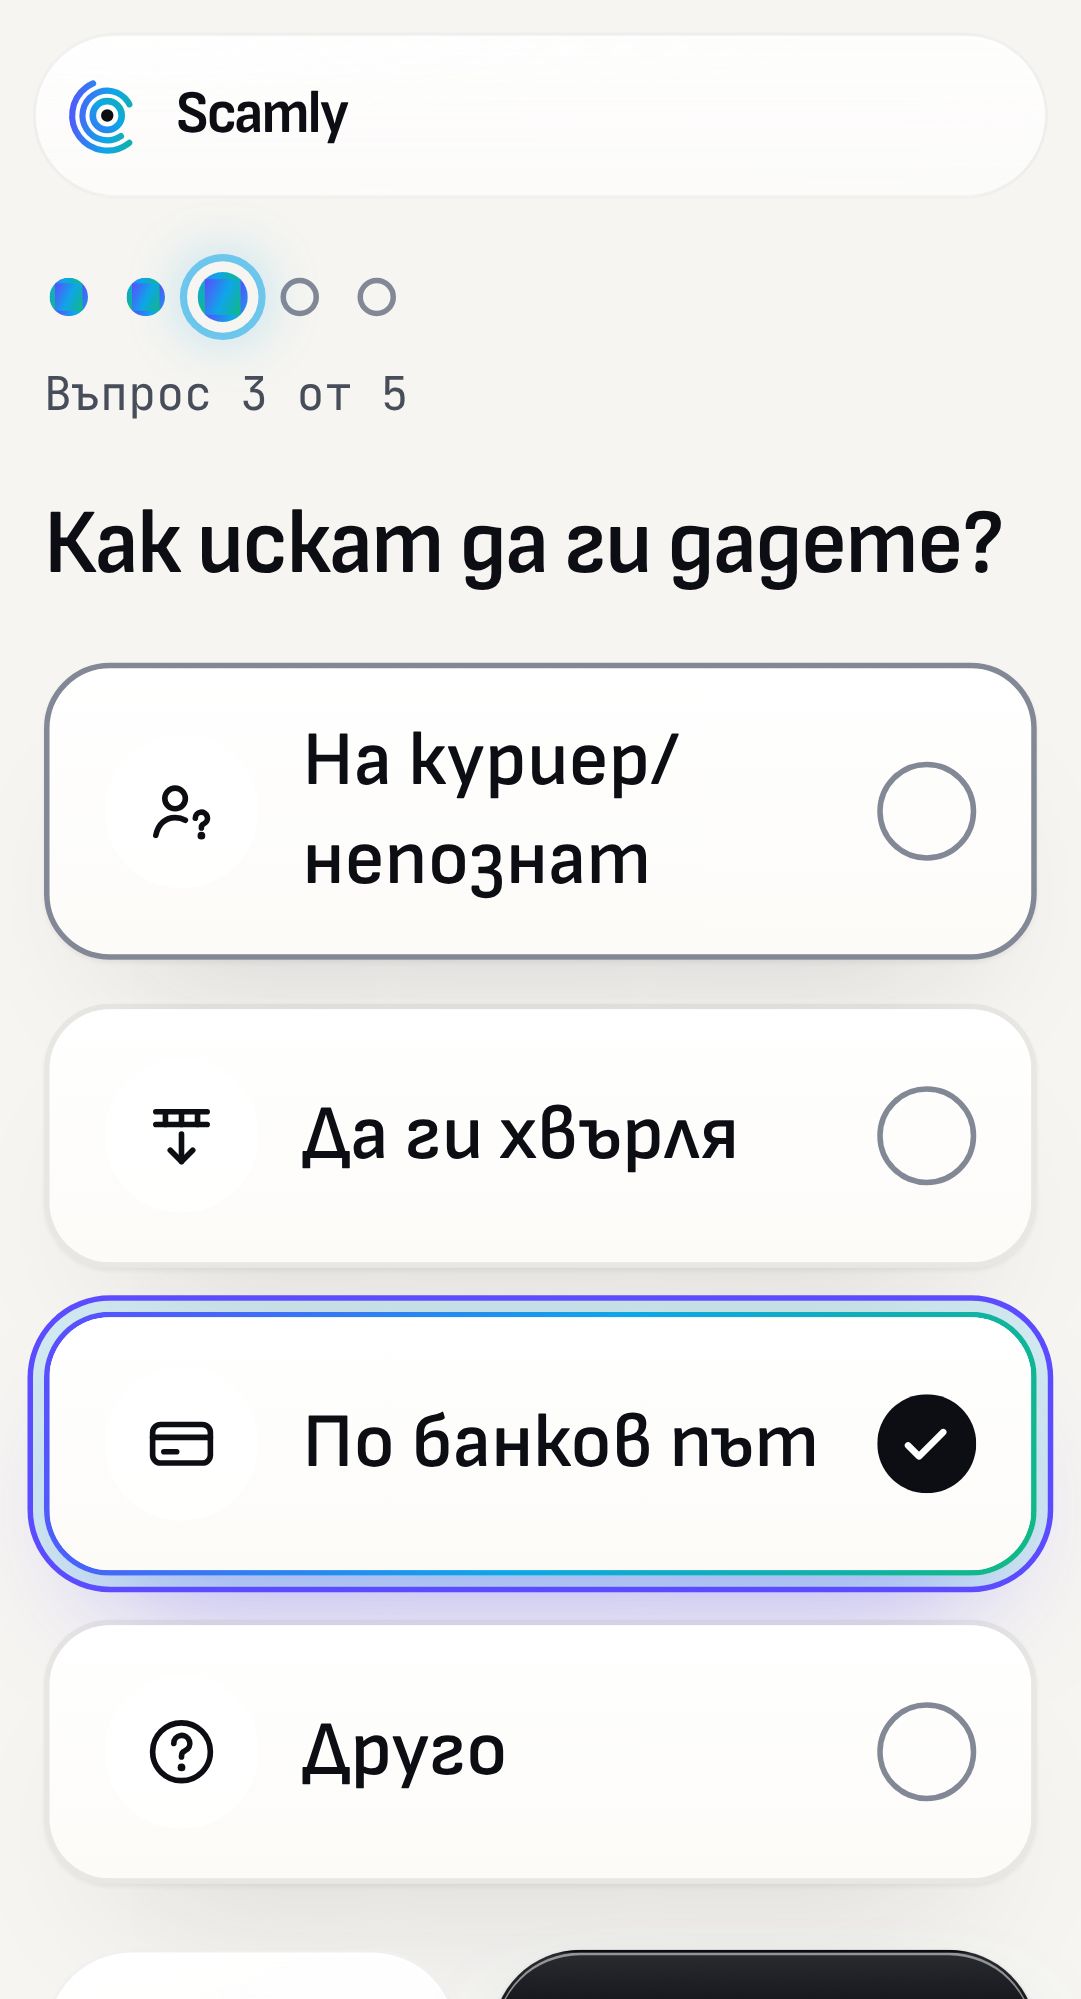 Scamly
Въпрос 3 от 5
Как искат да ги дадете?
На куриер/
непознат
Да ги хвърля
По банков път
Друго